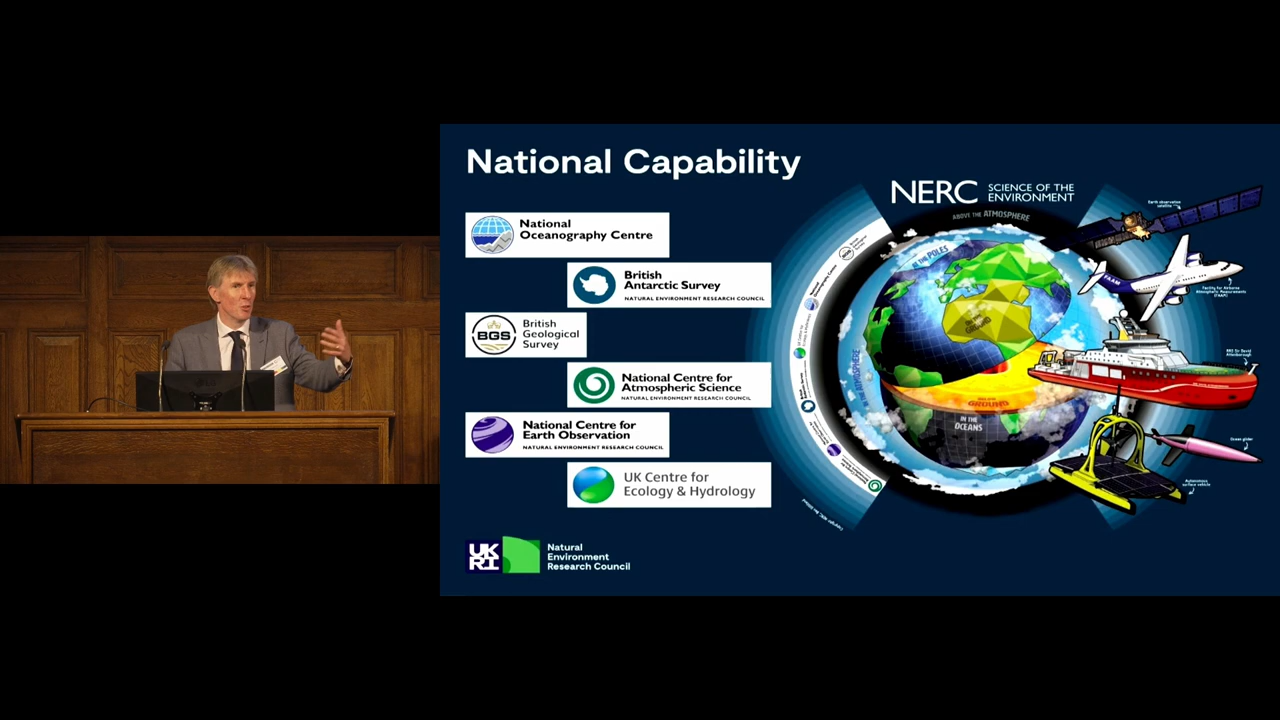 National Capability
National
Oceanography Centre
British
Antarctic Survey
NATURAL ENVIRONMENT RESEARCH COUNCIL
BGS
British
Geological
Survey
National Centre for
Atmospheric Science
NATURAL ENVIRONMENT RESEARCH COUNCIL
National Centre for
Earth Observation
NATURAL ENVIRONMENT RESEARCH COUNCIL
UK Centre for
Ecology & Hydrology
UK
RI
Natural
Environment
Research Council
NERC
SCIENCE OF THE
ENVIRONMENT
ABOVE THE ATMOSPHERE
IN THE POLES
ON THE
GROUND
IN THE ATMOSPHERE
GROUND
IN THE
OCEANS
Earth observation
satellite
FAAM
Facility for Airborne
Atmospheric Measurements
(FAAM)
RRS Sir David
Attenborough
Ocean glider
Autonomous
surface vehicle